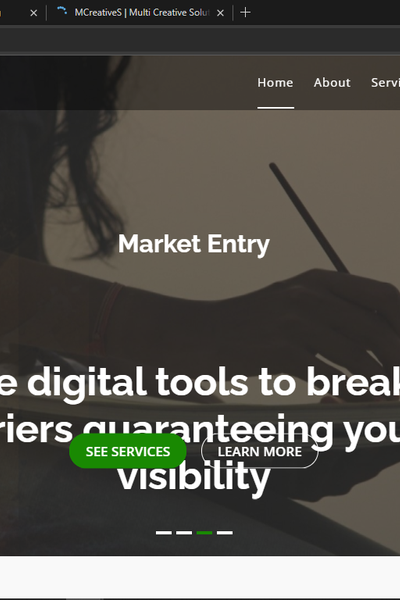 MCreativeS | Multi Creative Solut
Home About Servi
Market Entry
e digital tools to break
riers guaranteeing you
SEE SERVICES LEARN MORE
visibility